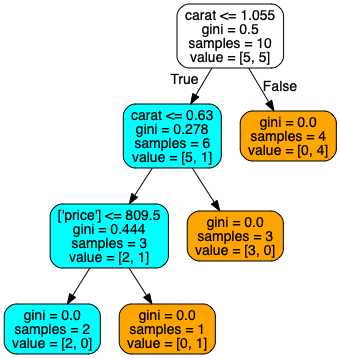 carat <= 1.055
gini = 0.5
samples = 10
value = [5, 5]
True
False
carat <= 0.63
gini = 0.278
samples = 6
value = [5, 1]
gini = 0.0
samples = 4
value = [0, 4]
['price'] <= 809.5
gini = 0.444
samples = 3
value = [2, 1]
gini = 0.0
samples = 3
value = [3, 0]
gini = 0.0
samples = 2
value = [2, 0]
gini = 0.0
samples = 1
value = [0, 1]